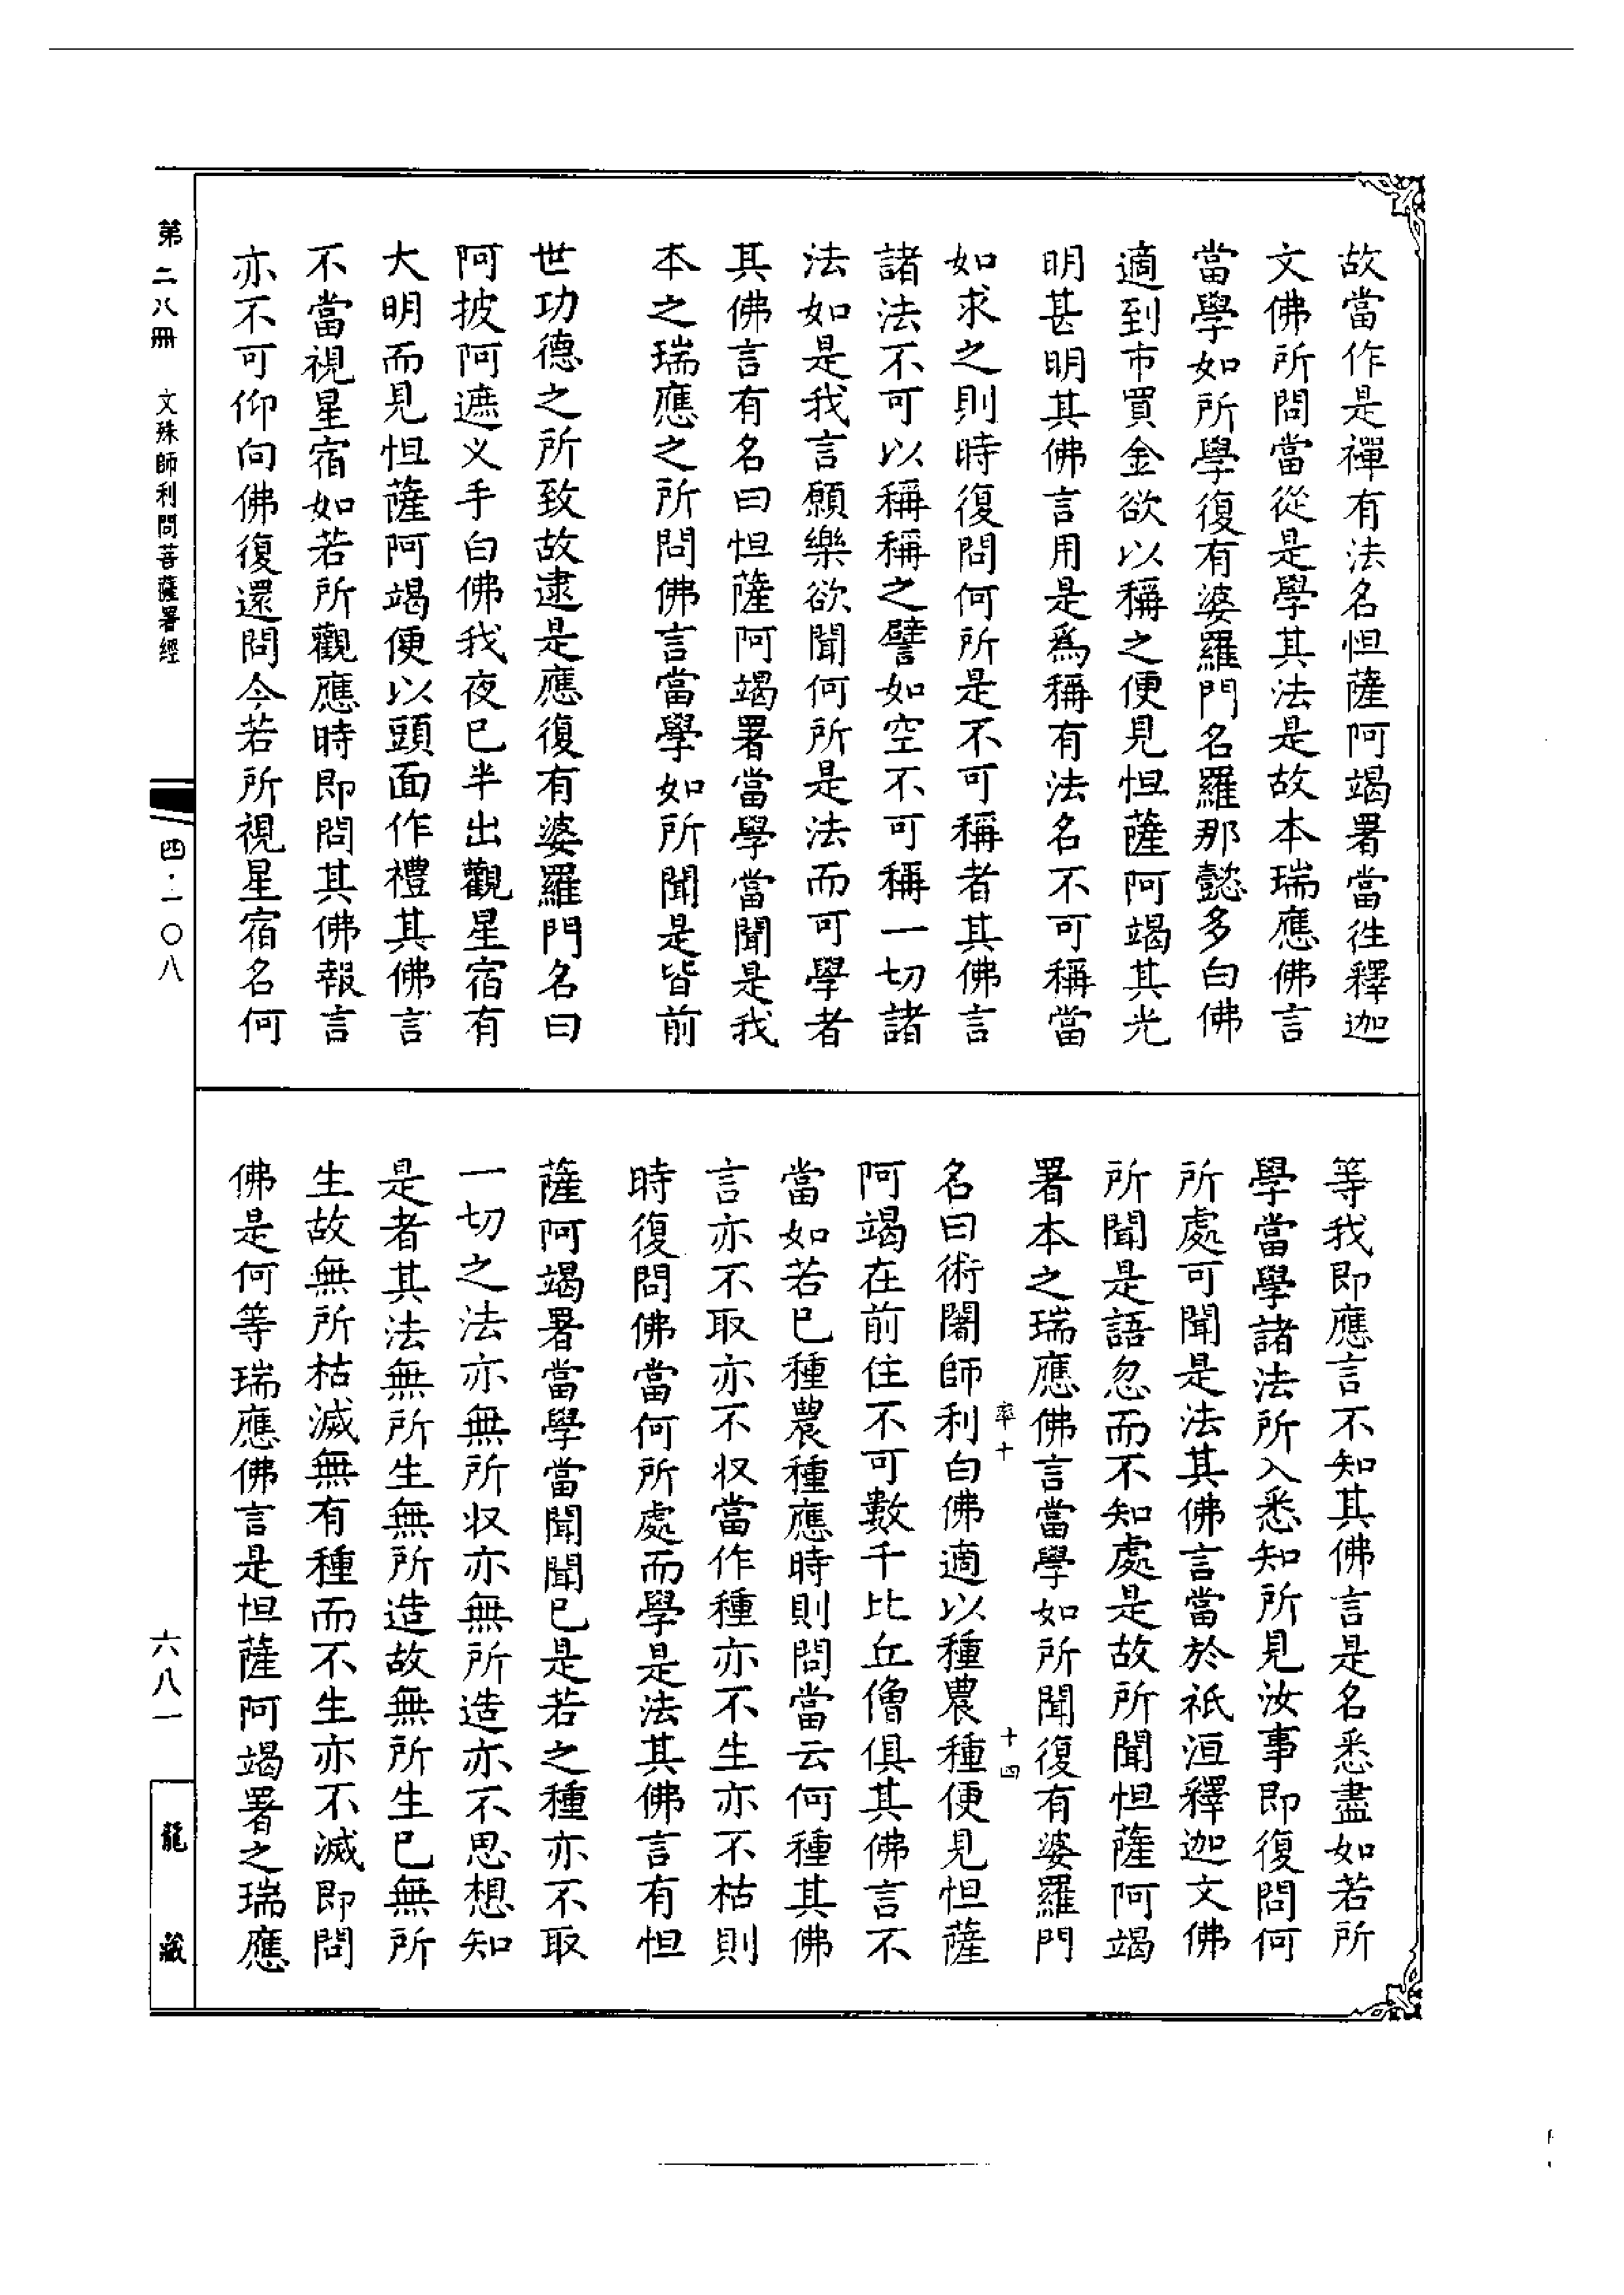 故當作是禪有法名怛薩阿竭署當往釋迦
文佛所問當從是學其法是故本瑞應佛言
當學如所學復有婆羅門名羅那懿多白佛
適到市買金欲以稱之便見怛薩阿竭其光
明甚明其佛言用是爲稱有法名不可稱當
如求之則時復問何所是不可稱者其佛言
諸法不可以稱稱之譬如空不可稱一切諸
法如是我言願樂欲聞何所是法而可學者
其佛言有名曰怛薩阿竭署當學當聞是我
本之瑞應之所問佛言當學如所聞是皆前
世功德之所致故逮是應復有婆羅門名曰
阿披阿遮义手白佛我夜已半出觀星宿有
大明而見怛薩阿竭便以頭面作禮其佛言
不當視星宿如若所觀應時即問其佛報言
亦不可仰向佛復還問今若所視星宿名何
等我即應言不知其佛言是名悉盡如若所
學當學諸法所入悉知所見汝事即復問何
所處可聞是法其佛言當於祇洹釋迦文佛
所聞是語忽而不知處是故所聞怛薩阿竭
署本之瑞應佛言當學如所聞復有婆羅門
名曰術闍師利白佛適以種農種便見怛薩
阿竭在前住不可數千比丘僧俱其佛言不
當如若已種農種應時則問當云何種其佛
言亦不取亦不収當作種亦不生亦不枯則
時復問佛當何所處而學是法其佛言有怛
薩阿竭署當學當聞聞已是若之種亦不取
一切之法亦無所収亦無所造亦不思想知
是者其法無所生無所造故無所生已無所
生故無所枯滅無有種而不生亦不滅即問
佛是何等瑞應佛言是怛薩阿竭署之瑞應
率十
十四
第二八冊
文殊師利問菩薩署經
四·一〇八
六八一
龍藏